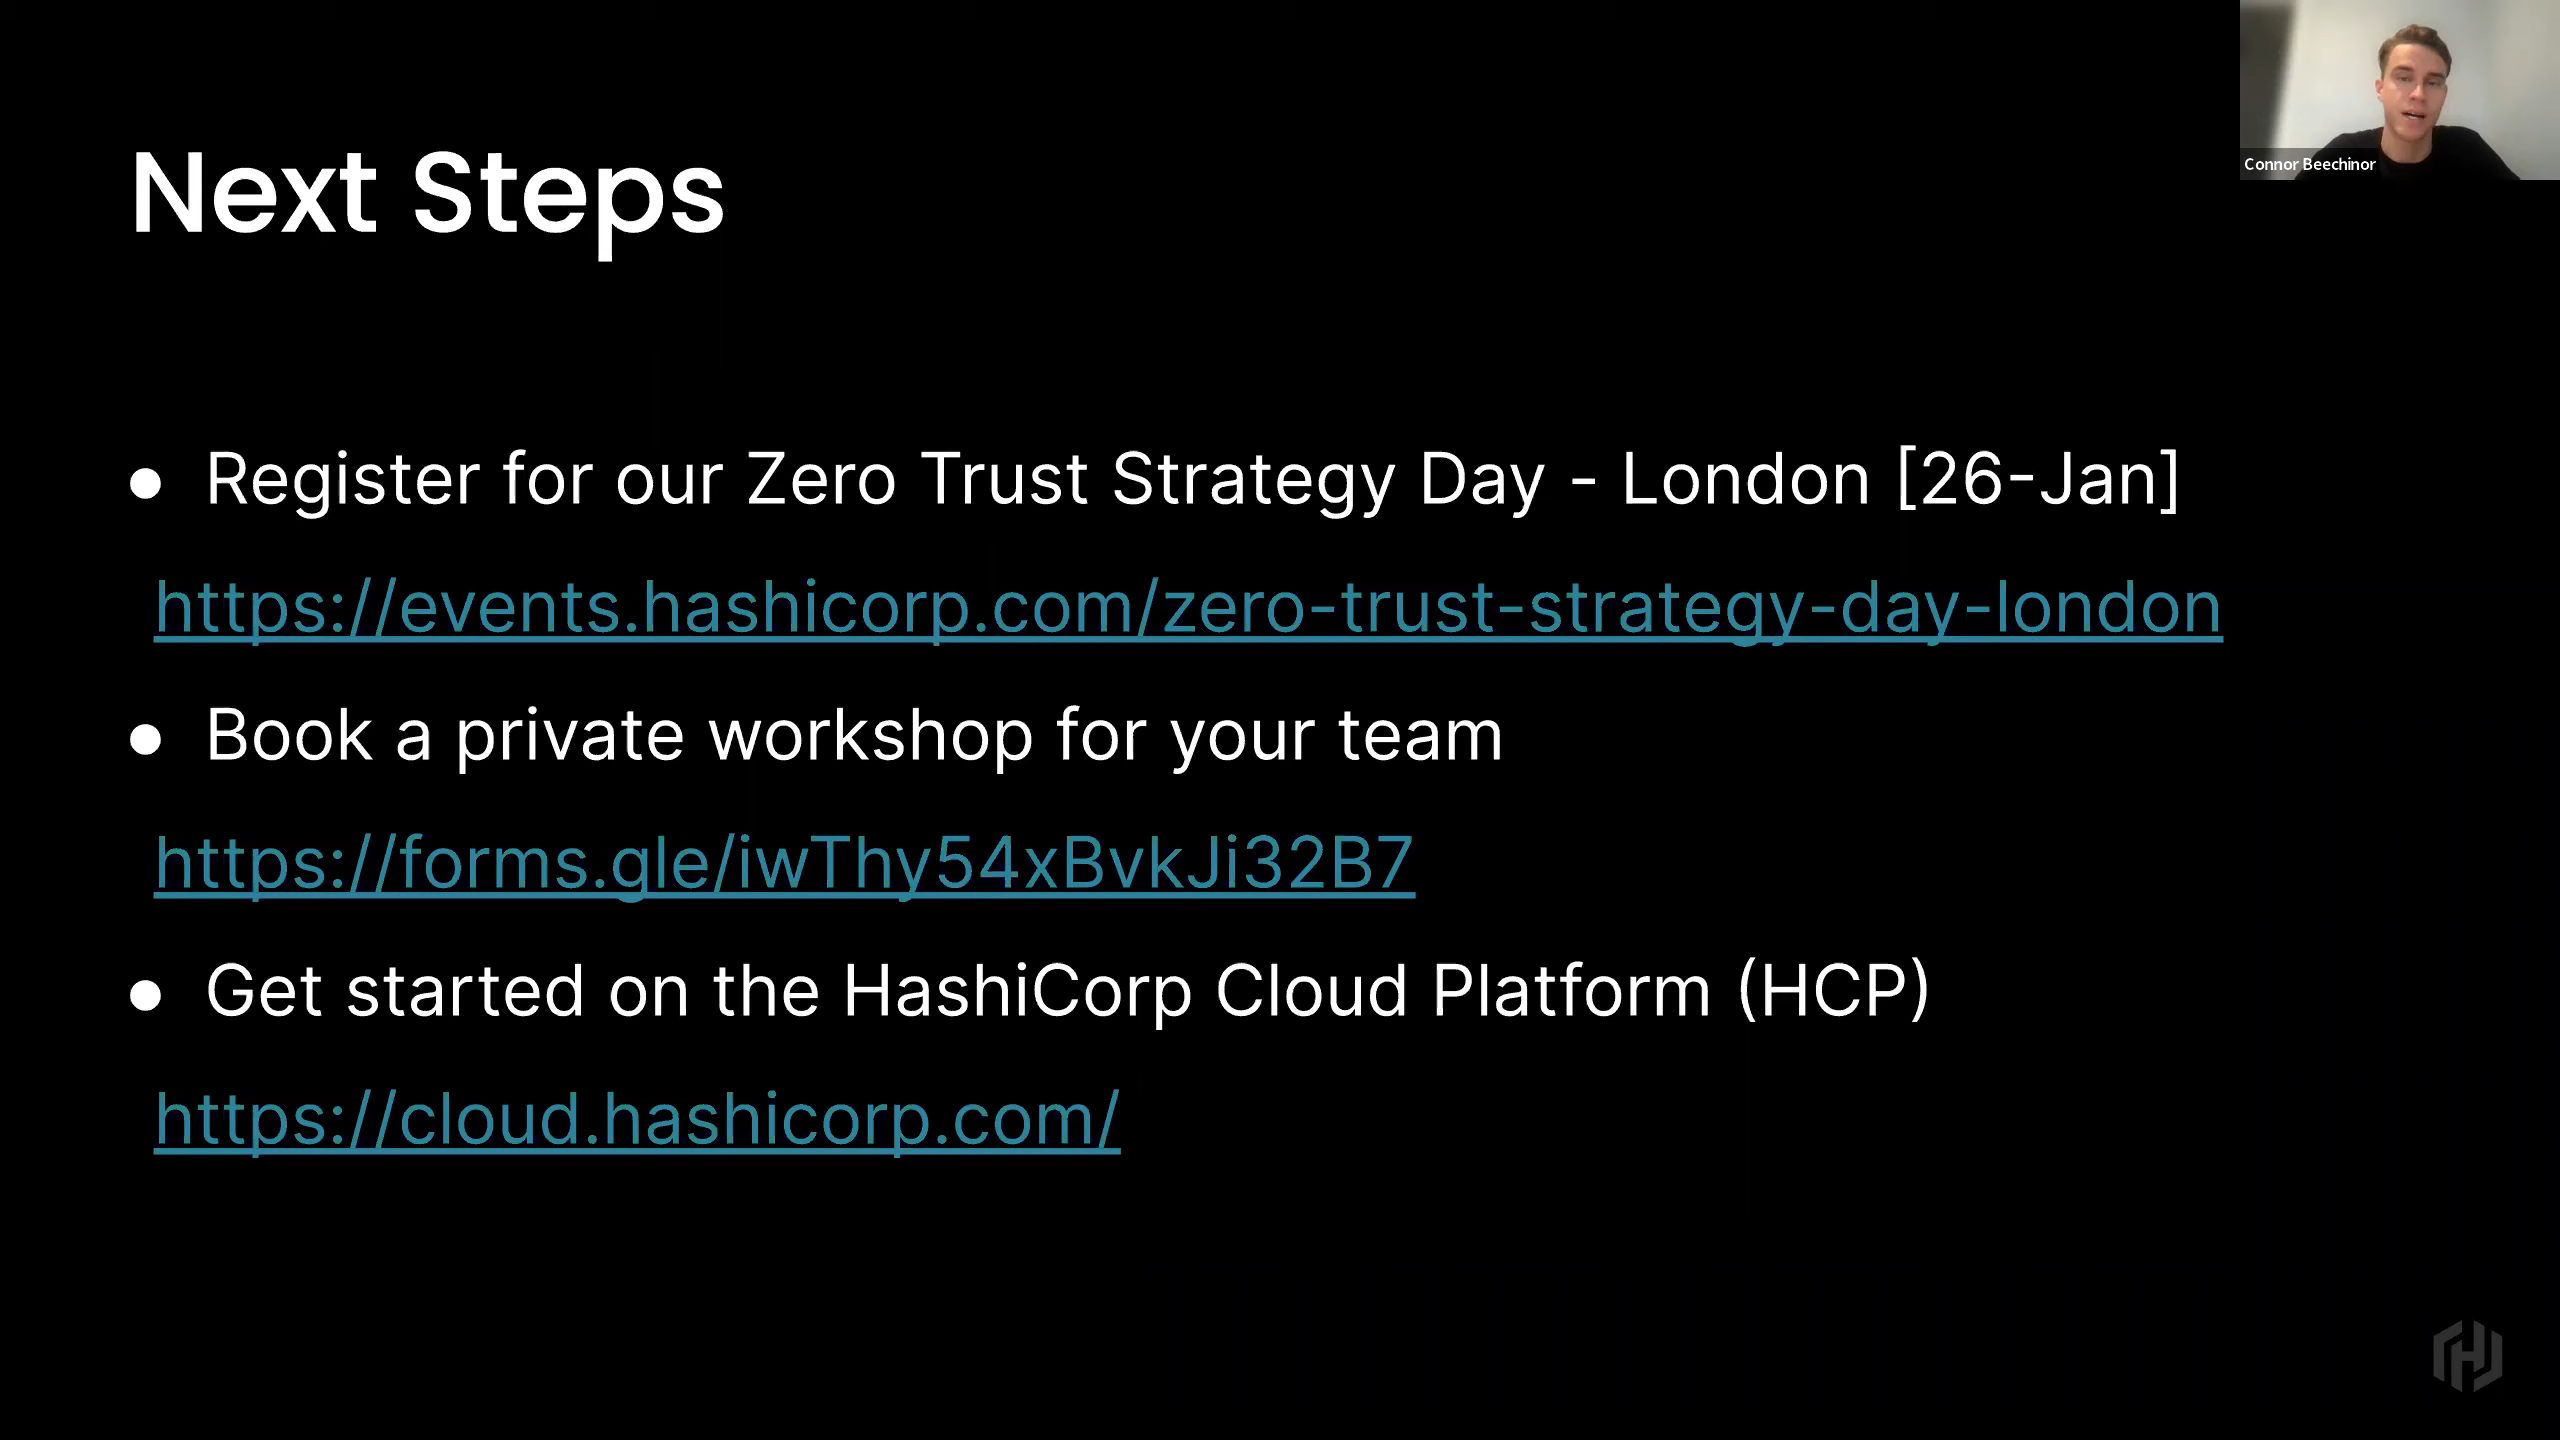 Connor Beechinor
Next Steps
● Register for our Zero Trust Strategy Day - London [26-Jan]
https://events.hashicorp.com/zero-trust-strategy-day-london
● Book a private workshop for your team
https://forms.gle/iwThy54xBvkJi32B7
● Get started on the HashiCorp Cloud Platform (HCP)
https://cloud.hashicorp.com/